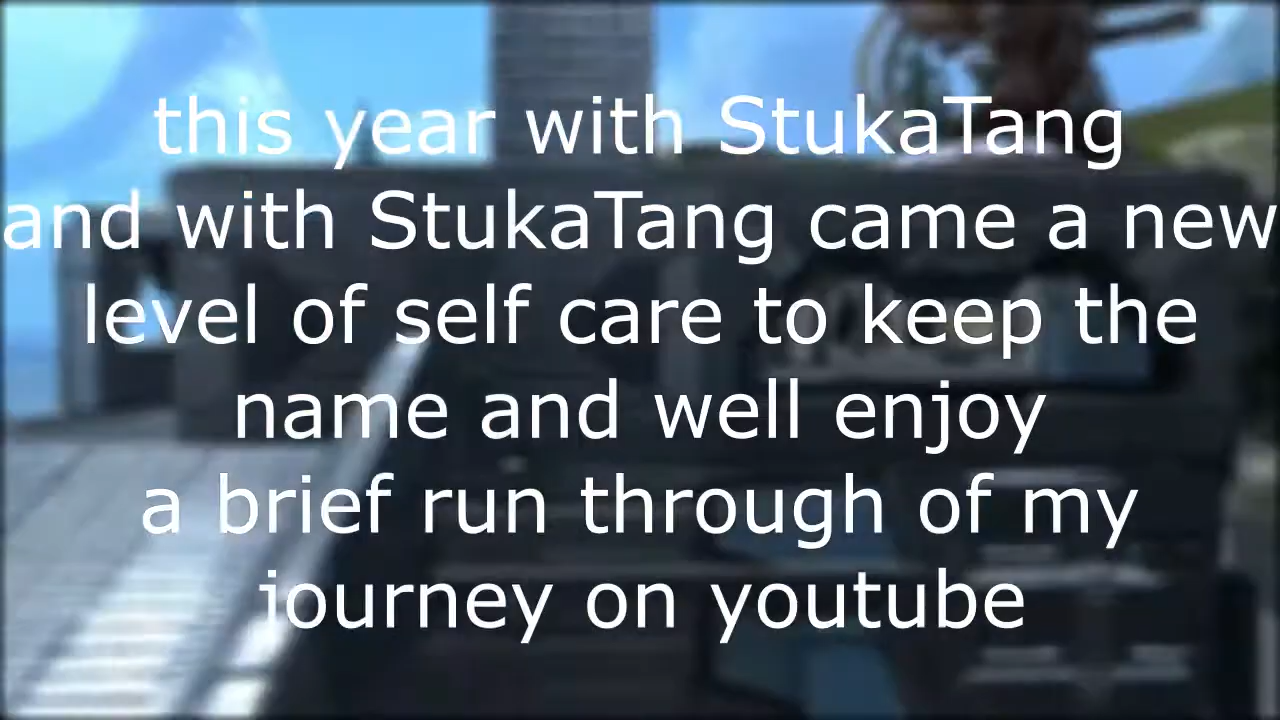 this year with StukaTang
and with StukaTang came a new
level of self care to keep the
name and well enjoy
a brief run through of my
journey on youtube